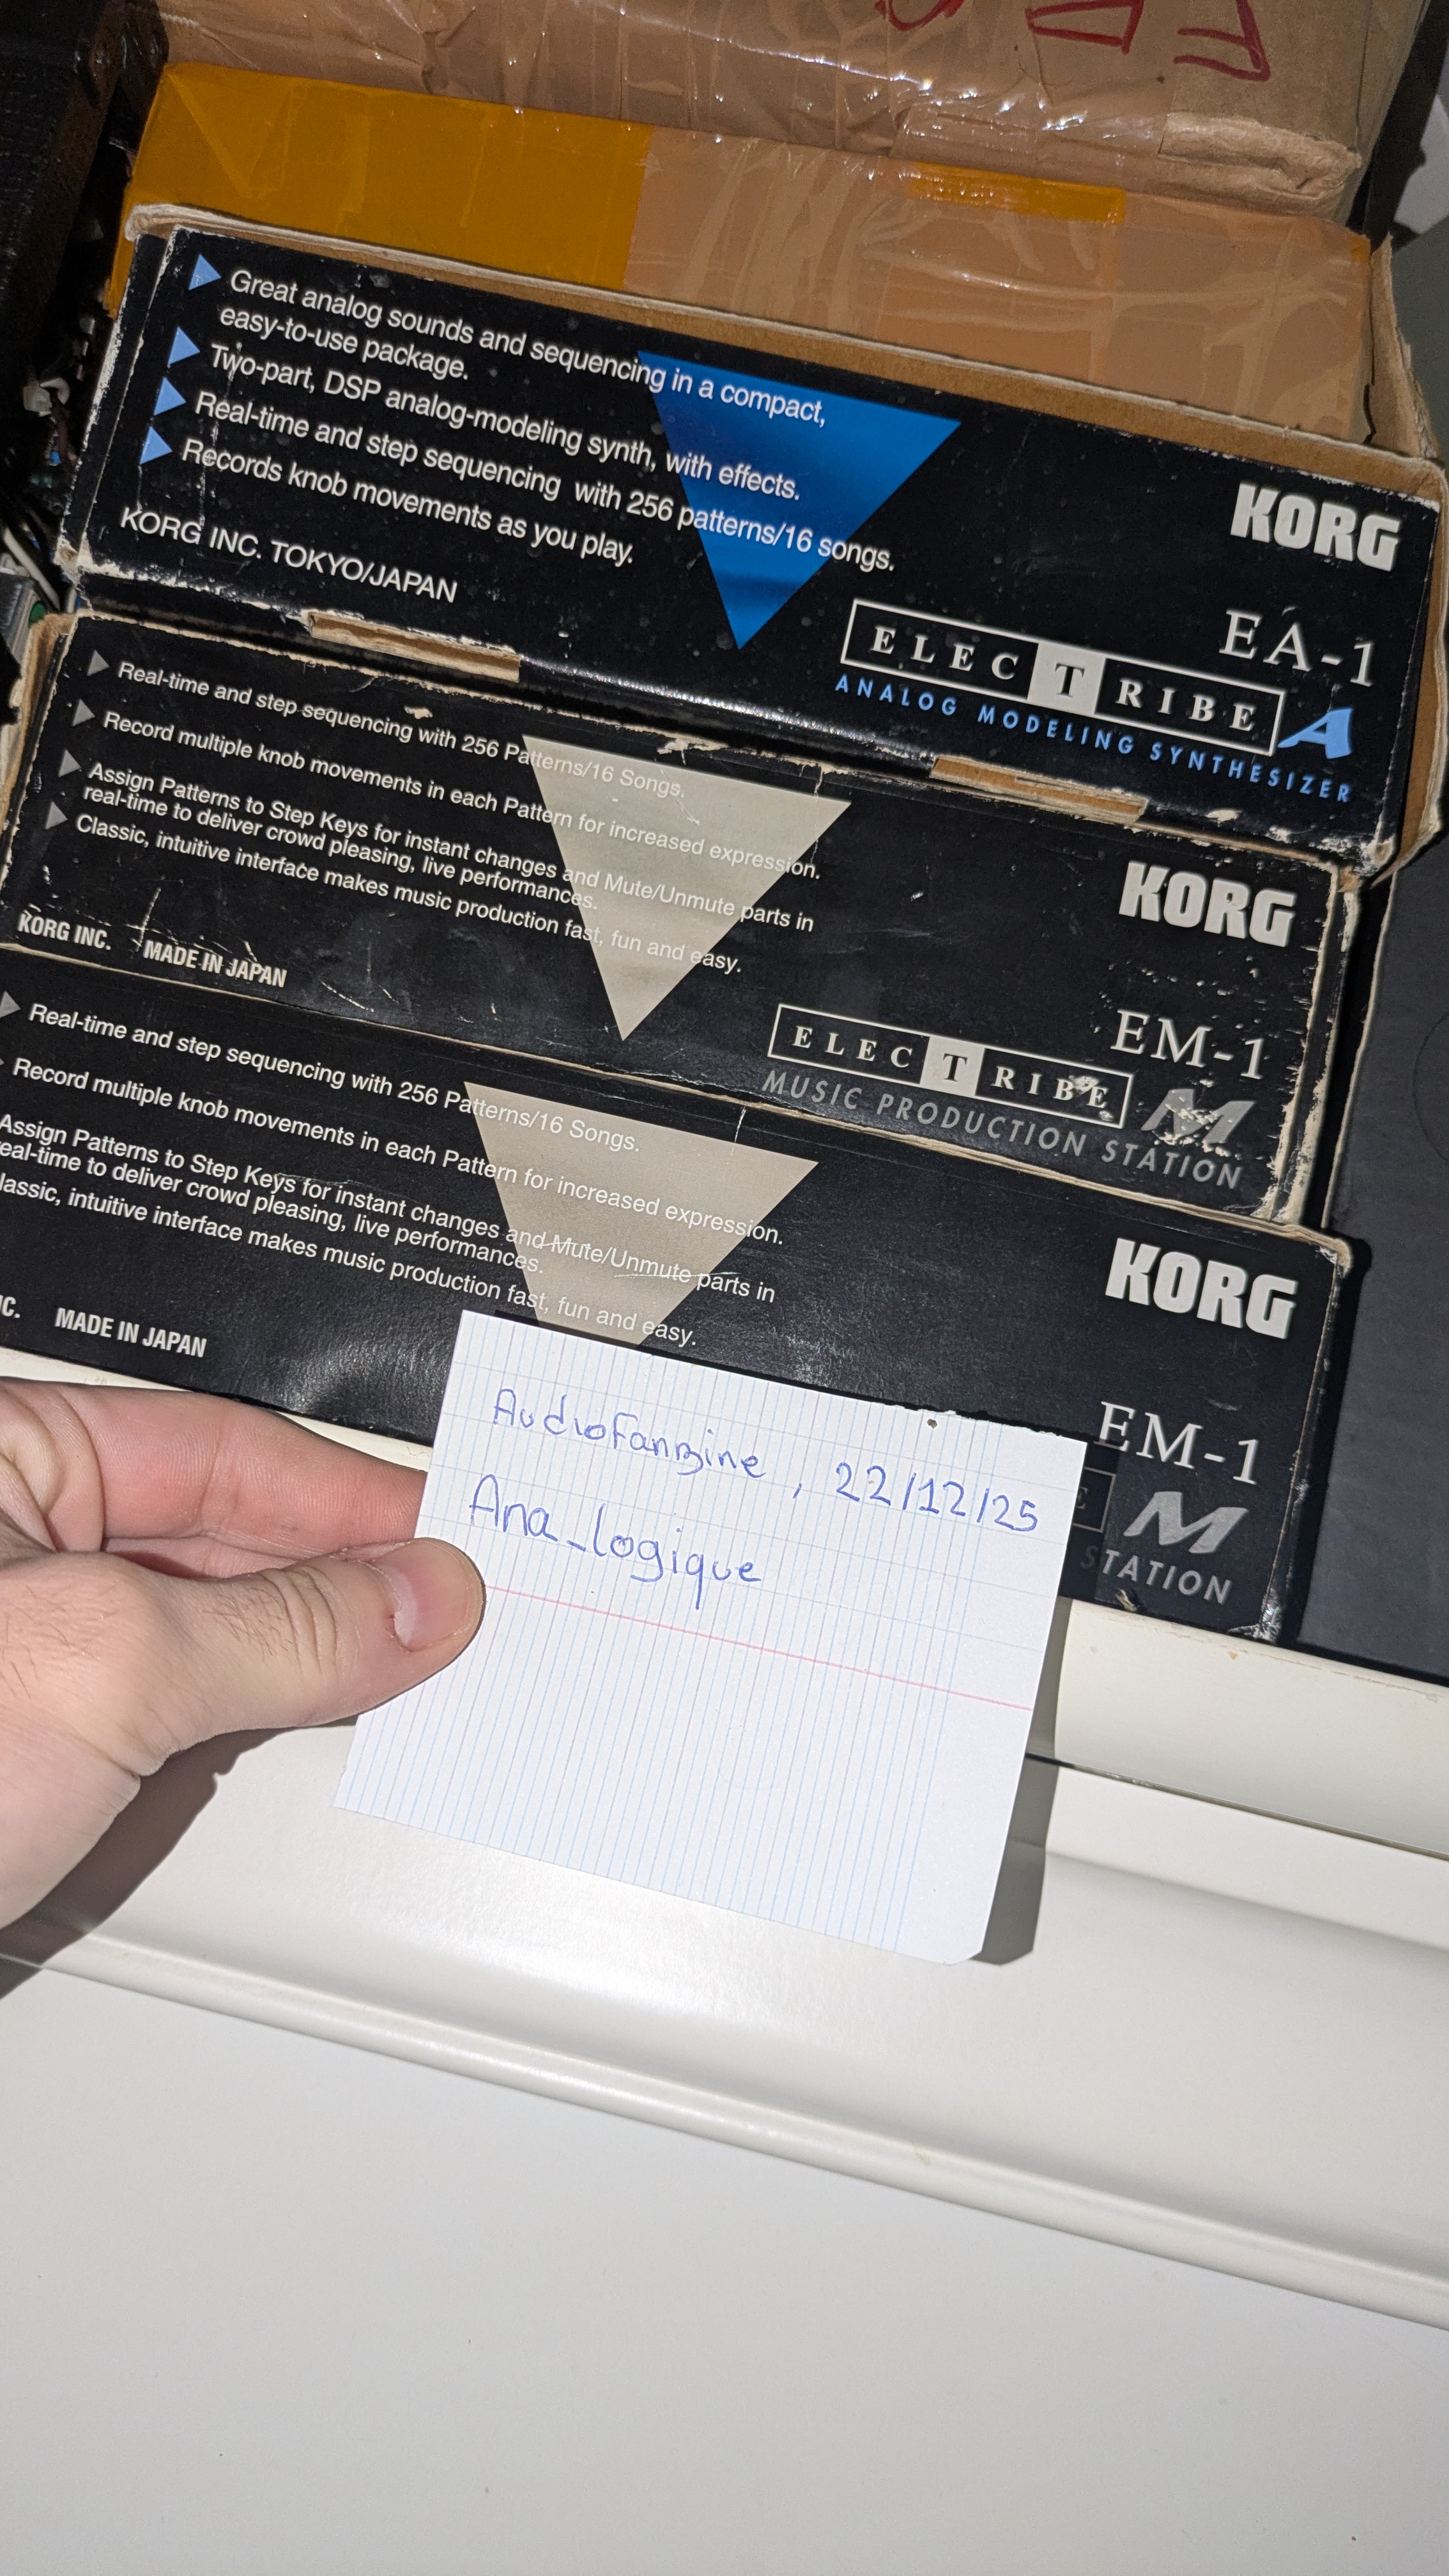 Great analog sounds and sequencing in a compact,
easy-to-use package.
Two-part, DSP analog-modeling synth, with effects.
Real-time and step sequencing with 256 patterns/16 songs.
Records knob movements as you play.
KORG INC. TOKYO/JAPAN
KORG
EA-1
ELECTRIBE A
ANALOG MODELING SYNTHESIZER
Real-time and step sequencing with 256 Patterns/16 Songs.
Record multiple knob movements in each Pattern for increased expression.
Assign Patterns to Step Keys for instant changes and Mute/Unmute parts in
real-time to deliver crowd pleasing, live performances.
Classic, intuitive interface makes music production fast, fun and easy.
KORG INC. MADE IN JAPAN
KORG
EM-1
ELECTRIBE M
MUSIC PRODUCTION STATION
Real-time and step sequencing with 256 Patterns/16 Songs.
Record multiple knob movements in each Pattern for increased expression.
Assign Patterns to Step Keys for instant changes and Mute/Unmute parts in
eal-time to deliver crowd pleasing, live performances.
lassic, intuitive interface makes music production fast, fun and easy.
C. MADE IN JAPAN
KORG
EM-1
E M
STATION
Audiofanzine, 22/12/25
Ana_logique